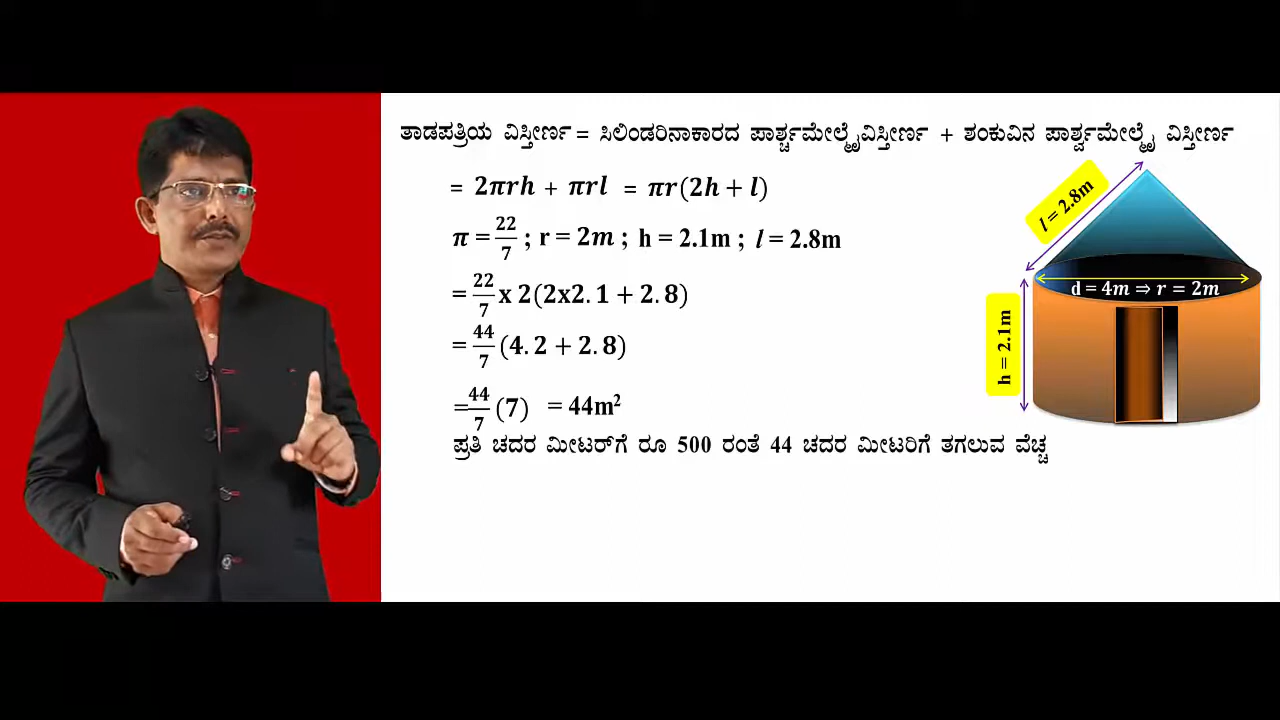 ತಾಡಪತ್ರಿಯ ವಿಸ್ತೀರ್ಣ = ಸಿಲಿಂಡರಿನಾಕಾರದ ಪಾರ್ಶ್ವಮೇಲ್ಮೈವಿಸ್ತೀರ್ಣ + ಶಂಕುವಿನ ಪಾರ್ಶ್ವಮೇಲ್ಮೈ ವಿಸ್ತೀರ್ಣ
= 2πrh + πrl = πr(2h + l)
π = 22/7 ; r = 2m ; h = 2.1m ; l = 2.8m
= 22/7 x 2(2x2.1 + 2.8)
= 44/7 (4.2 + 2.8)
= 44/7 (7) = 44m²
ಪ್ರತಿ ಚದರ ಮೀಟರ್‌ಗೆ ರೂ 500 ರಂತೆ 44 ಚದರ ಮೀಟರಿಗೆ ತಗಲುವ ವೆಚ್ಚ
l = 2.8m
d = 4m ⇒ r = 2m
h = 2.1m